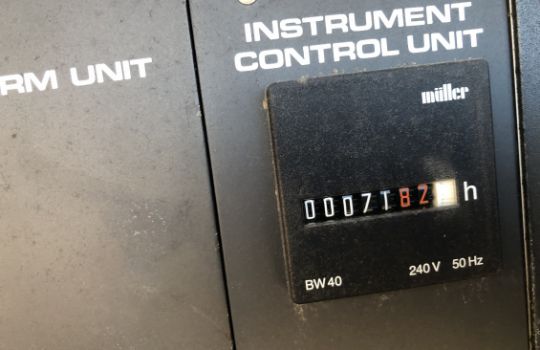 RM UNIT
INSTRUMENT
CONTROL UNIT
müller
0007182 h
BW40 240 V 50 Hz